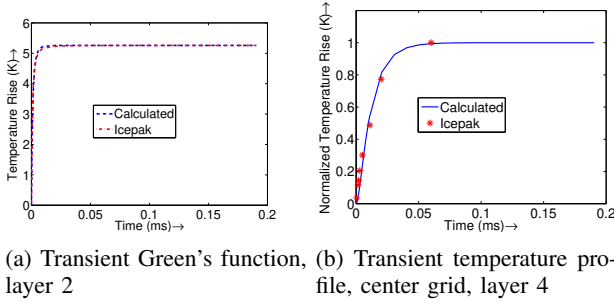 6
5
4
3
2
1
0
0
0.05
0.1
0.15
0.2
Temperature Rise (K)→
Time (ms)→
Calculated
Icepak
1
0.8
0.6
0.4
0.2
0
0
0.05
0.1
0.15
0.2
Normalized Temperature Rise (K)→
Time (ms)→
Calculated
Icepak
(a) Transient Green's function,
layer 2
(b) Transient temperature pro-
file, center grid, layer 4